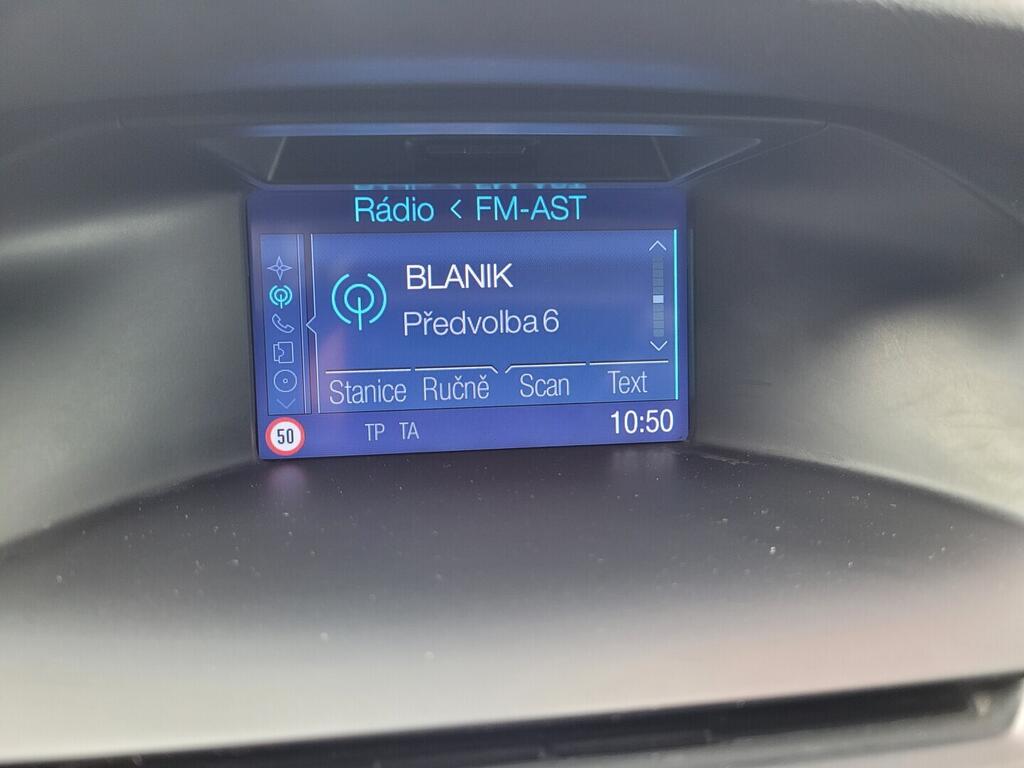 Rádio < FM-AST
BLANIK
Předvolba 6
Stanice Ručně Scan Text
50 TP TA 10:50